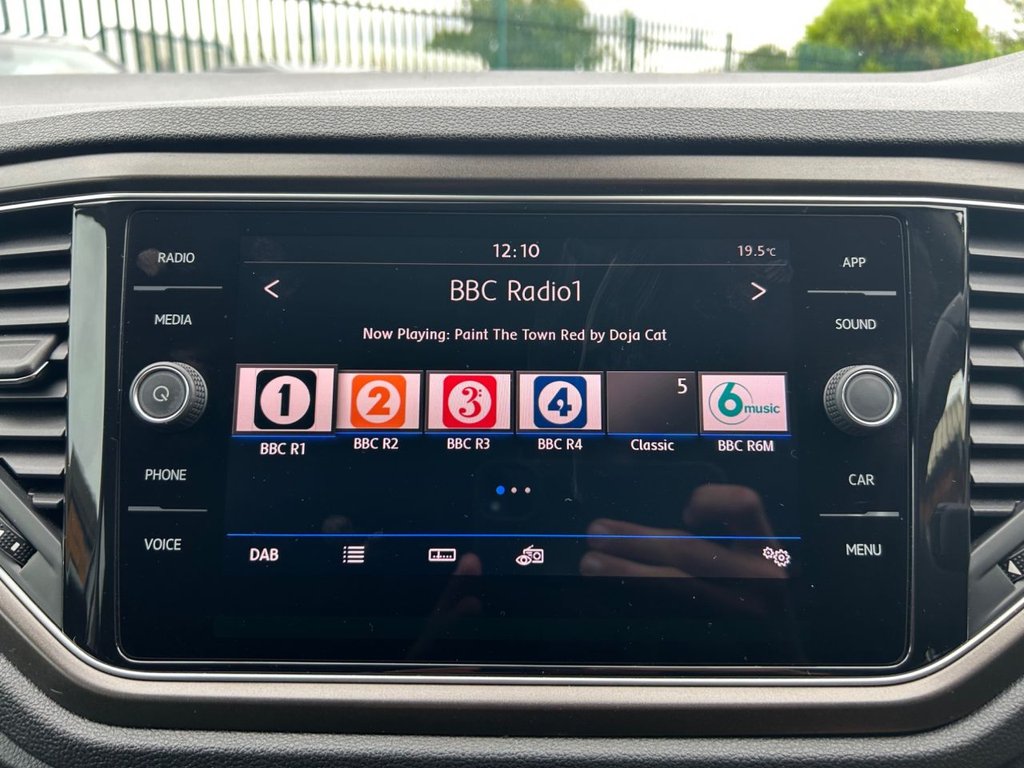 RADIO
MEDIA
PHONE
VOICE
12:10
19.5°C
< BBC Radio1 >
Now Playing: Paint The Town Red by Doja Cat
1 2 3 4 5 6 music
BBC R1 BBC R2 BBC R3 BBC R4 Classic BBC R6M
DAB
APP
SOUND
CAR
MENU